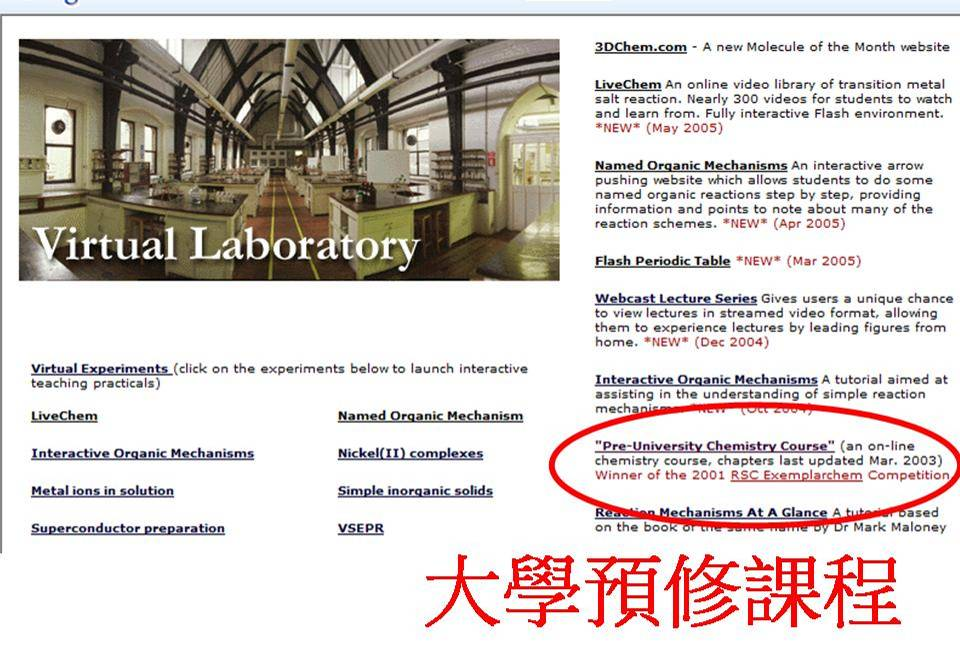 Virtual Laboratory
Virtual Experiments (click on the experiments below to launch interactive
teaching practicals)
LiveChem
Named Organic Mechanism
Interactive Organic Mechanisms
Nickel(II) complexes
Metal ions in solution
Simple inorganic solids
Superconductor preparation
VSEPR
3DChem.com - A new Molecule of the Month website
LiveChem An online video library of transition metal
salt reaction. Nearly 300 videos for students to watch
and learn from. Fully interactive Flash environment.
*NEW* (May 2005)
Named Organic Mechanisms An interactive arrow
pushing website which allows students to do some
named organic reactions step by step, providing
information and points to note about many of the
reaction schemes. *NEW* (Apr 2005)
Flash Periodic Table *NEW* (Mar 2005)
Webcast Lecture Series Gives users a unique chance
to view lectures in streamed video format, allowing
them to experience lectures by leading figures from
home. *NEW* (Dec 2004)
Interactive Organic Mechanisms A tutorial aimed at
assisting in the understanding of simple reaction
mechanisms. *NEW* (Oct 2004)
"Pre-University Chemistry Course" (an on-line
chemistry course, chapters last updated Mar. 2003)
Winner of the 2001 RSC Exemplarchem Competition
Reaction Mechanisms At A Glance A tutorial based
on the book of the same name by Dr Mark Maloney
大學預修課程